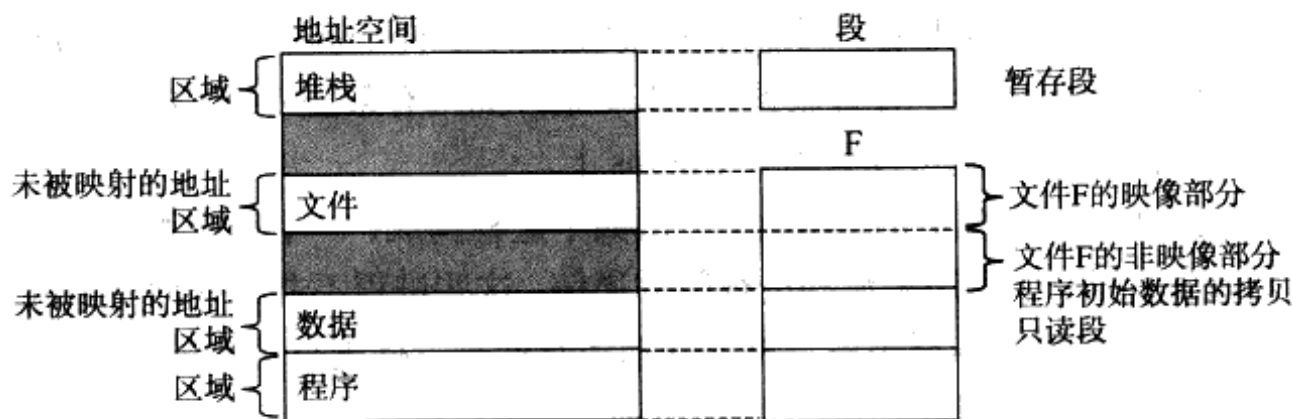 地址空间 段
区域 堆栈 暂存段
F
未被映射的地址
区域 文件 文件F的映像部分
文件F的非映像部分
未被映射的地址 程序初始数据的拷贝
区域 数据 只读段
区域 程序